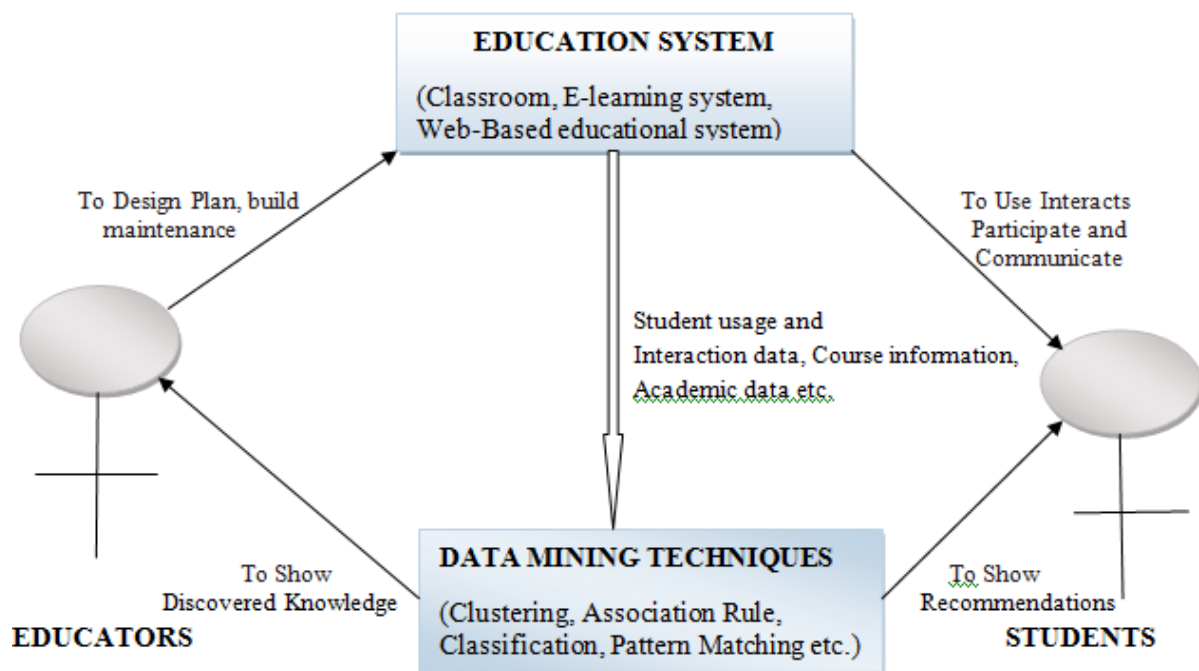 EDUCATION SYSTEM
(Classroom, E-learning system,
Web-Based educational system)
To Design Plan, build
maintenance
To Use Interacts
Participate and
Communicate
Student usage and
Interaction data, Course information,
Academic data etc.
To Show
Discovered Knowledge
EDUCATORS
DATA MINING TECHNIQUES
(Clustering, Association Rule,
Classification, Pattern Matching etc.)
To Show
Recommendations
STUDENTS